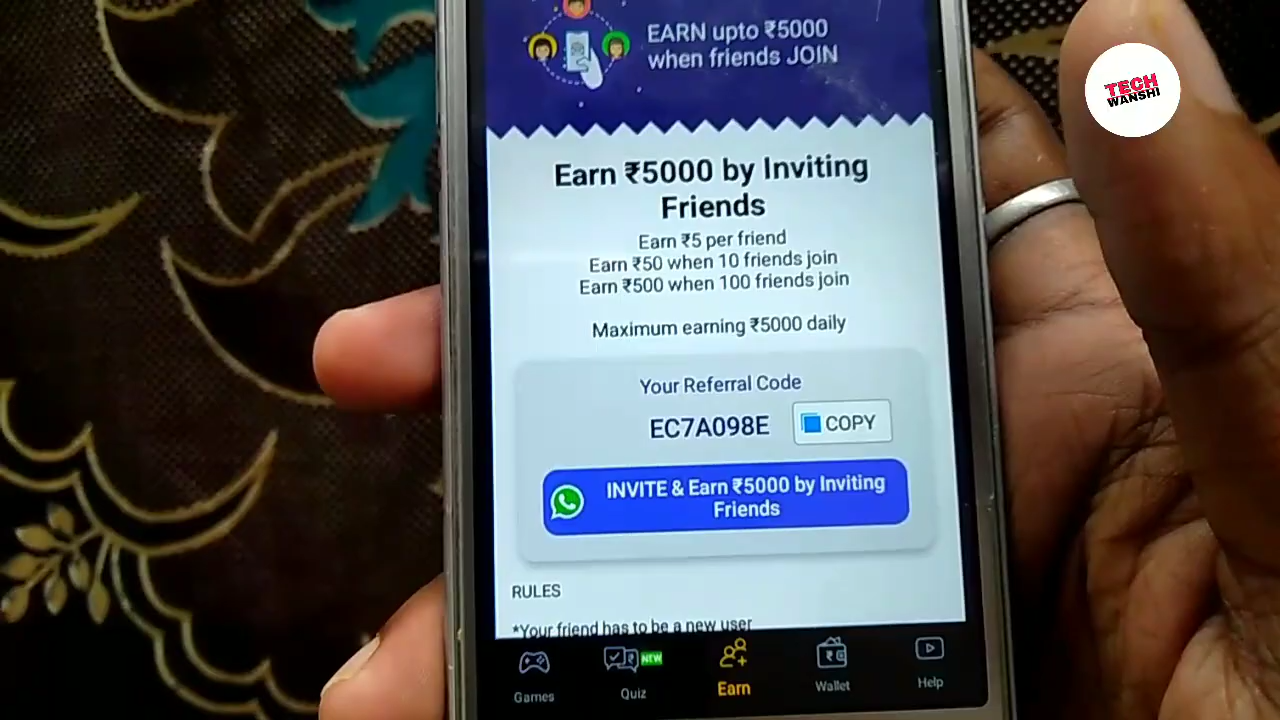 EARN upto ₹5000
when friends JOIN
TECH
WANSHI
Earn ₹5000 by Inviting
Friends
Earn ₹5 per friend
Earn ₹50 when 10 friends join
Earn ₹500 when 100 friends join
Maximum earning ₹5000 daily
Your Referral Code
EC7A098E
COPY
INVITE & Earn ₹5000 by Inviting
Friends
RULES
*Your friend has to be a new user
NEW
Games
Quiz
Earn
Wallet
Help